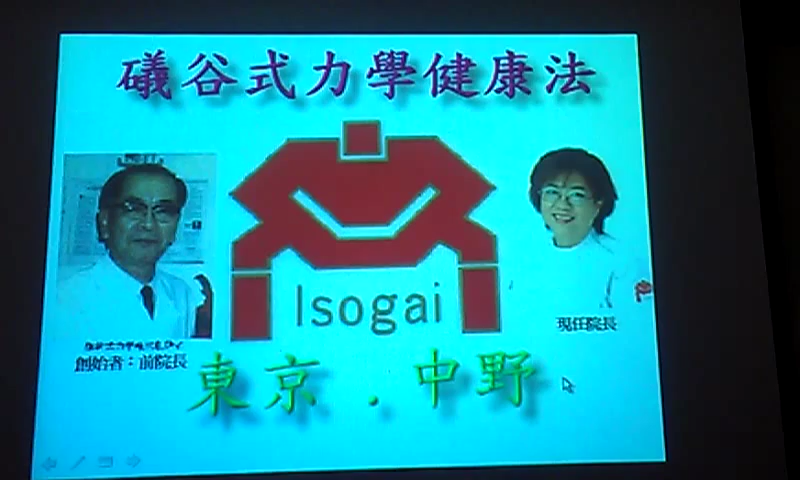 礒谷式力學健康法
Isogai
現任院長
創始者：前院長
東京．中野